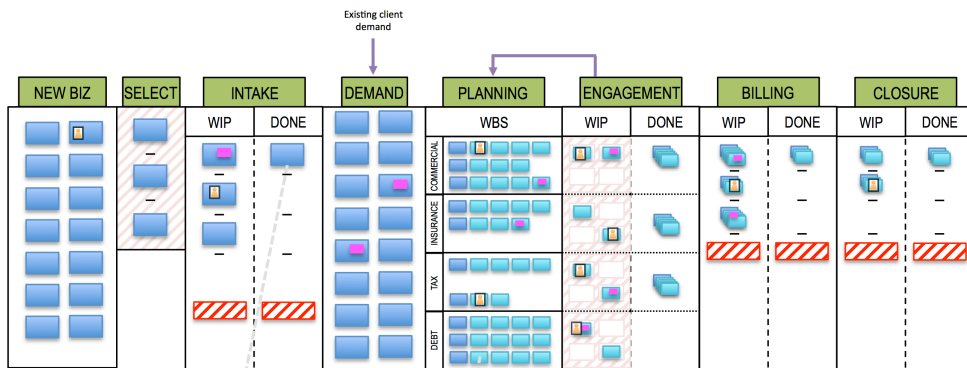 Existing client
demand
NEW BIZ
SELECT
INTAKE
DEMAND
PLANNING
ENGAGEMENT
BILLING
CLOSURE
WIP
DONE
WBS
WIP
DONE
WIP
DONE
WIP
DONE
COMMERCIAL
INSURANCE
TAX
DEBT